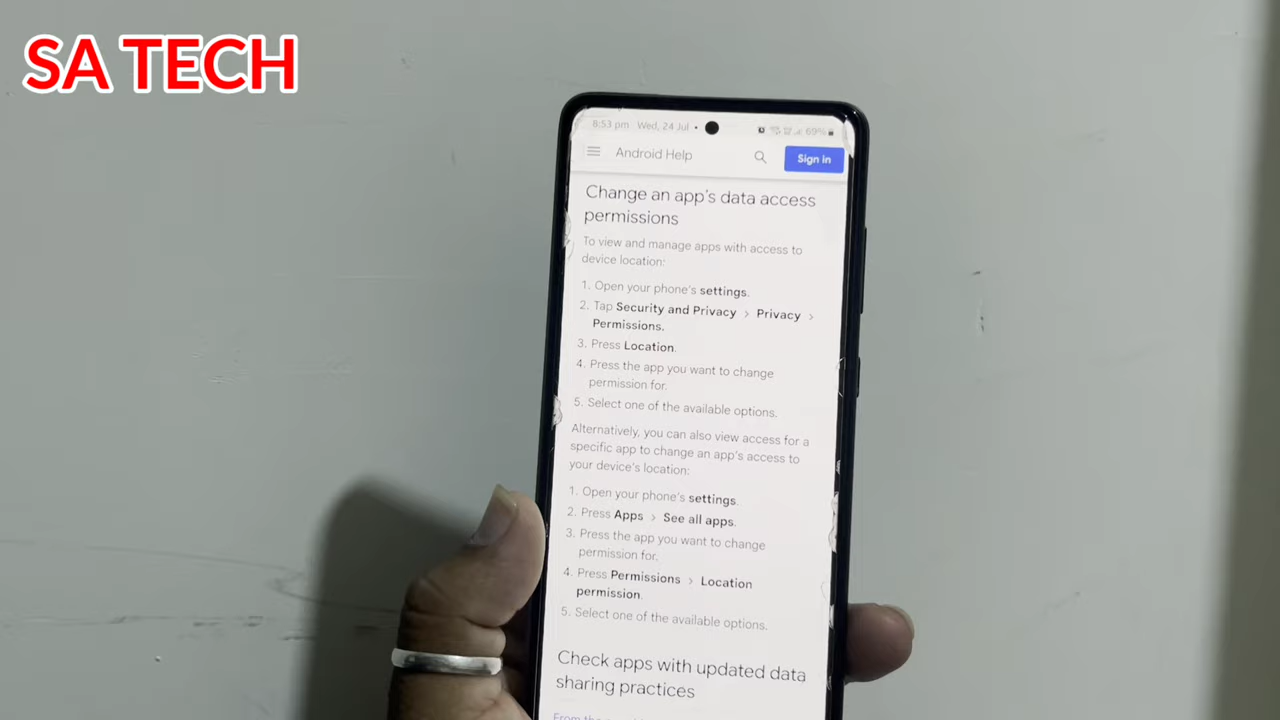 SA TECH
8:53 pm Wed, 24 Jul • 69%
Android Help Sign in
Change an app's data access
permissions
To view and manage apps with access to
device location:
1. Open your phone's settings.
2. Tap Security and Privacy > Privacy >
Permissions.
3. Press Location.
4. Press the app you want to change
permission for.
5. Select one of the available options.
Alternatively, you can also view access for a
specific app to change an app's access to
your device's location:
1. Open your phone's settings.
2. Press Apps > See all apps.
3. Press the app you want to change
permission for.
4. Press Permissions > Location
permission.
5. Select one of the available options.
Check apps with updated data
sharing practices
From the